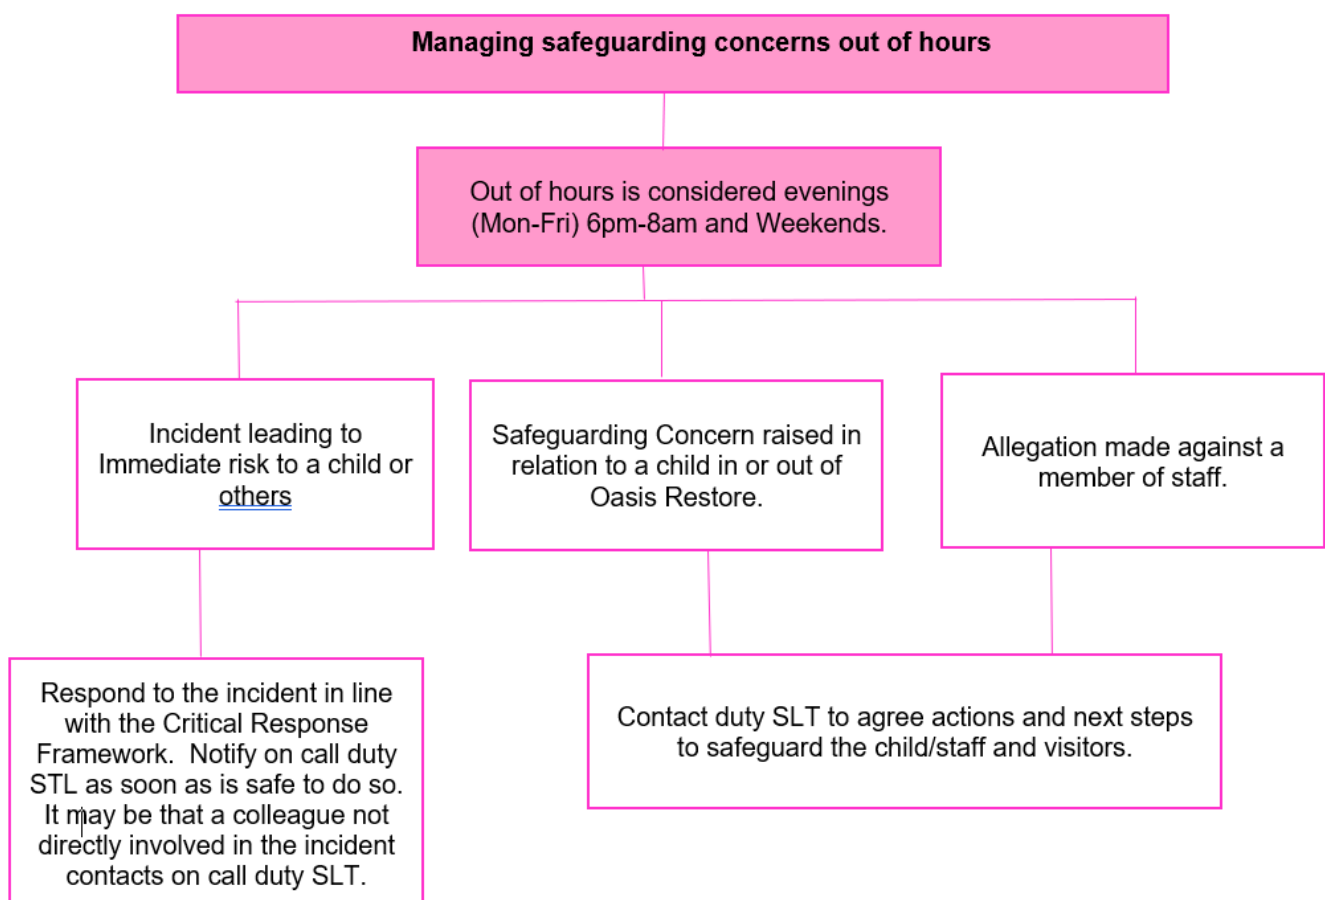 Managing safeguarding concerns out of hours
Out of hours is considered evenings
(Mon-Fri) 6pm-8am and Weekends.
Incident leading to
Immediate risk to a child or
others
Safeguarding Concern raised in
relation to a child in or out of
Oasis Restore.
Allegation made against a
member of staff.
Respond to the incident in line
with the Critical Response
Framework.  Notify on call duty
STL as soon as is safe to do so.
It may be that a colleague not
directly involved in the incident
contacts on call duty SLT.
Contact duty SLT to agree actions and next steps
to safeguard the child/staff and visitors.